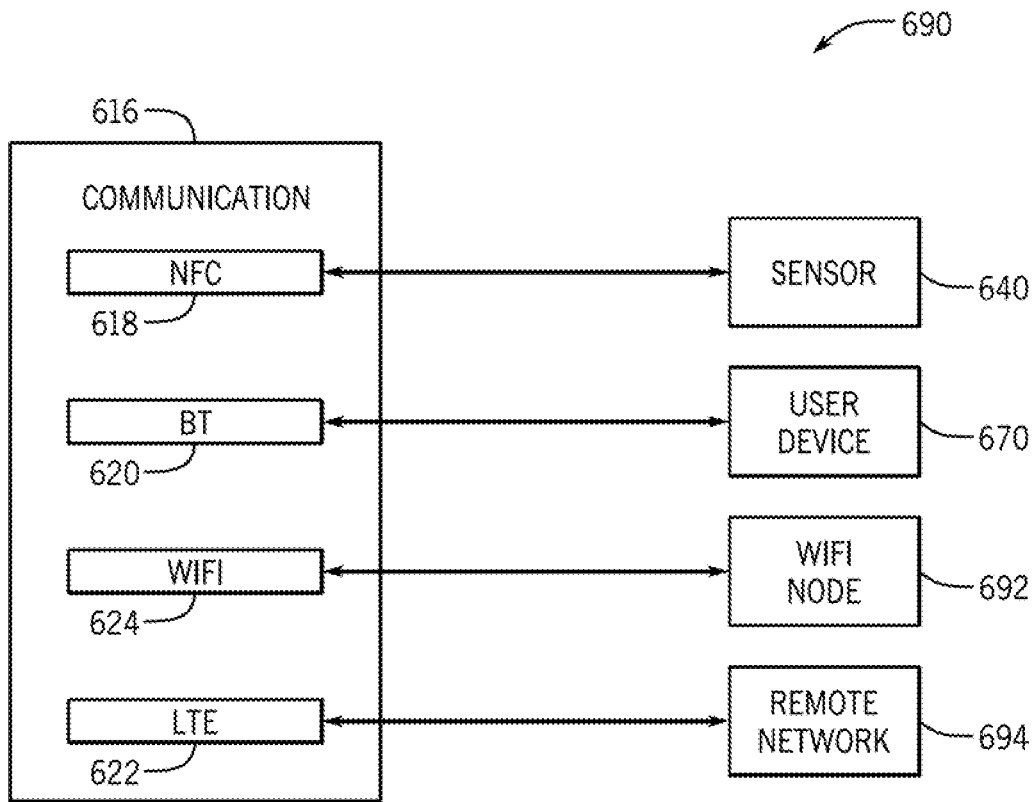 690
616
COMMUNICATION
NFC
618
SENSOR
640
BT
620
USER
DEVICE
670
WIFI
624
WIFI
NODE
692
LTE
622
REMOTE
NETWORK
694